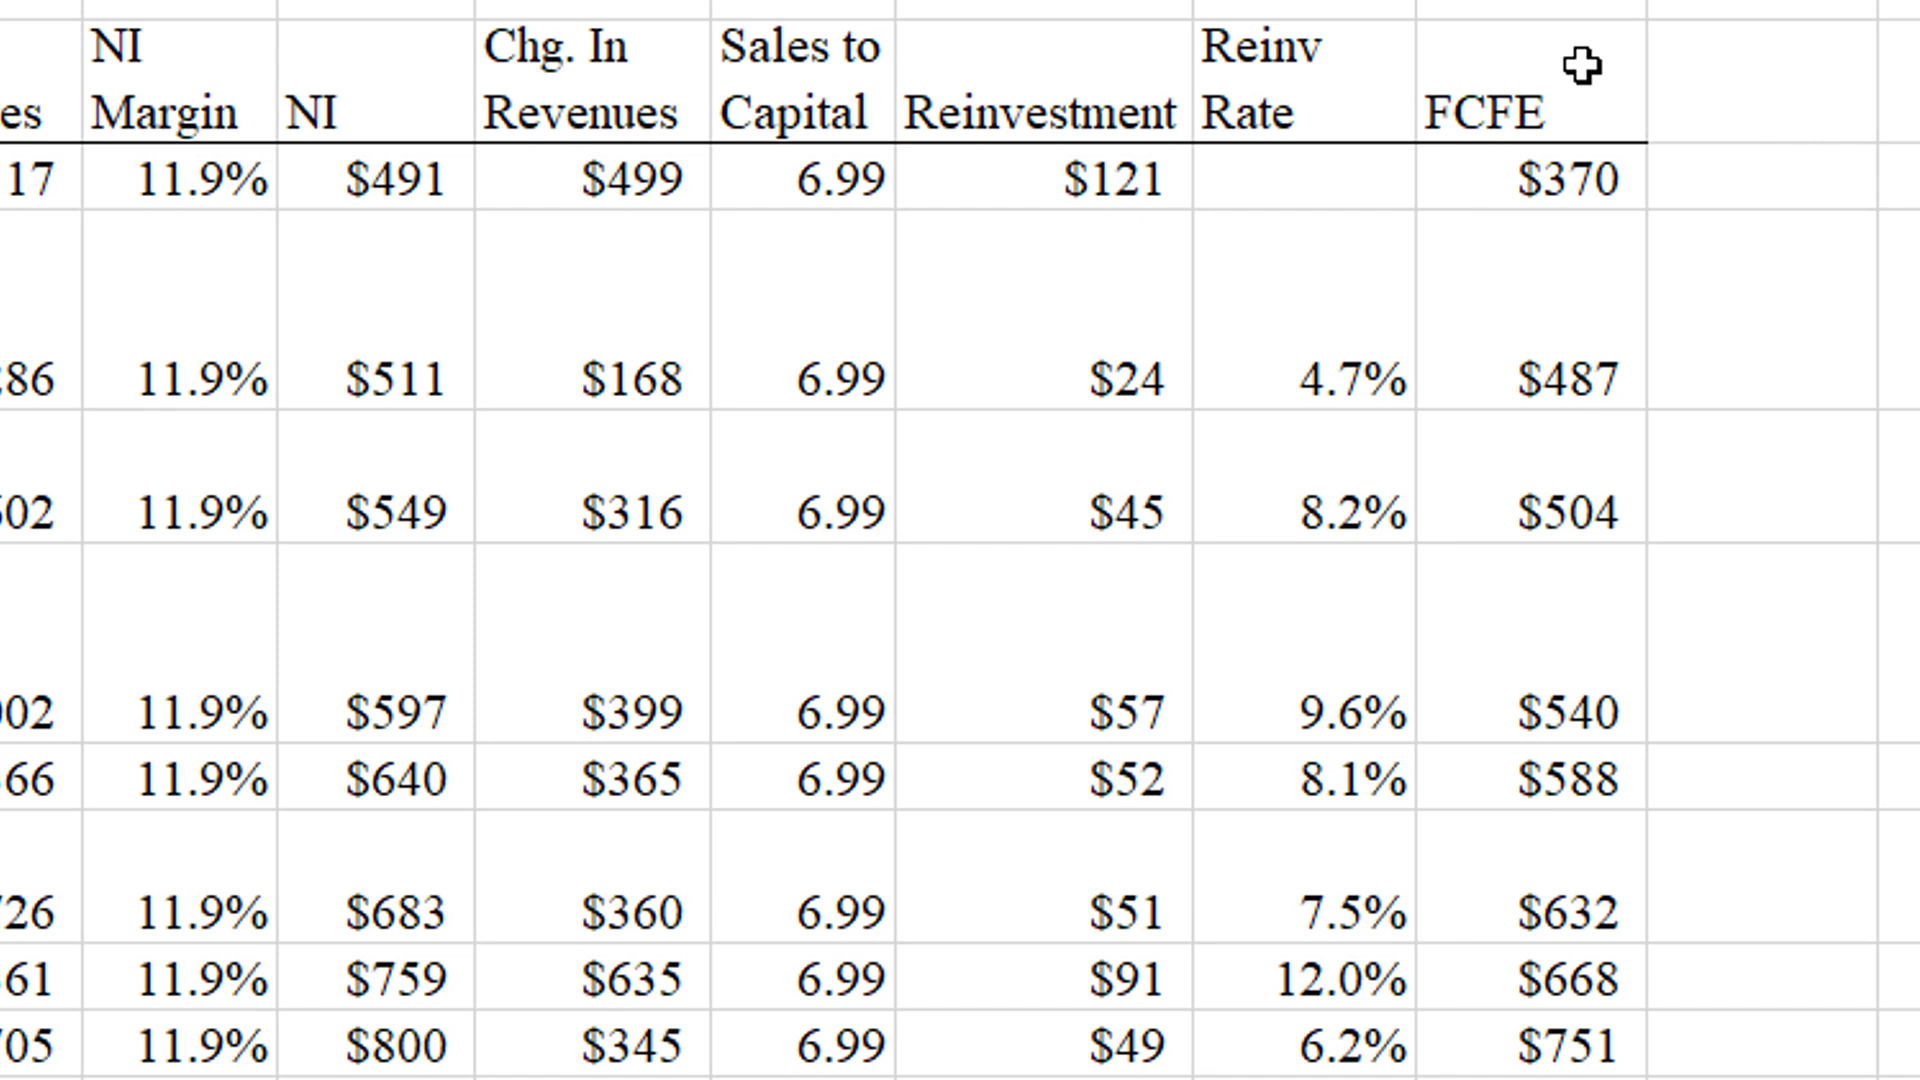 NI Margin NI Chg. In Revenues Sales to Capital Reinvestment Reinv Rate FCFE
17 11.9% $491 $499 6.99 $121 $370
86 11.9% $511 $168 6.99 $24 4.7% $487
02 11.9% $549 $316 6.99 $45 8.2% $504
02 11.9% $597 $399 6.99 $57 9.6% $540
66 11.9% $640 $365 6.99 $52 8.1% $588
26 11.9% $683 $360 6.99 $51 7.5% $632
61 11.9% $759 $635 6.99 $91 12.0% $668
05 11.9% $800 $345 6.99 $49 6.2% $751